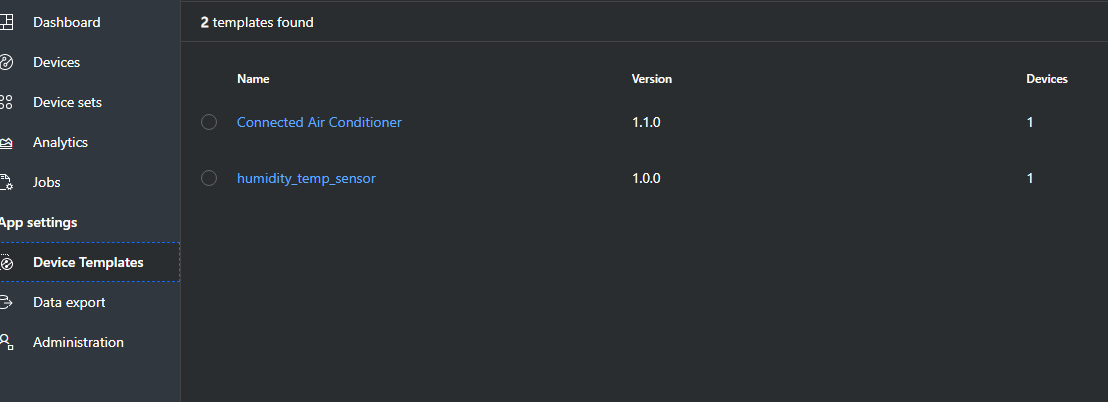 Dashboard
Devices
Device sets
Analytics
Jobs
App settings
Device Templates
Data export
Administration
2 templates found
Name Version Devices
Connected Air Conditioner 1.1.0 1
humidity_temp_sensor 1.0.0 1